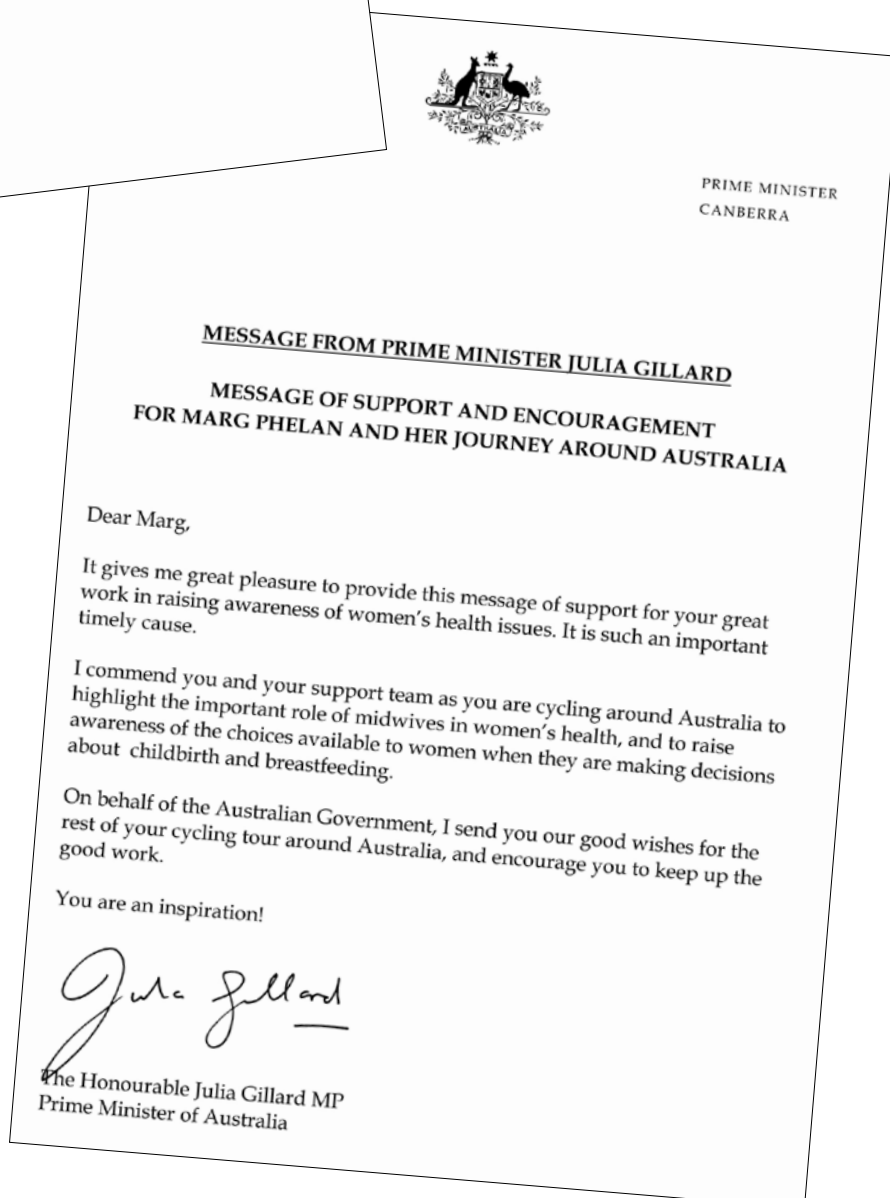 AUSTRALIA
PRIME MINISTER
CANBERRA
MESSAGE FROM PRIME MINISTER JULIA GILLARD
MESSAGE OF SUPPORT AND ENCOURAGEMENT
FOR MARG PHELAN AND HER JOURNEY AROUND AUSTRALIA
Dear Marg,
It gives me great pleasure to provide this message of support for your great
work in raising awareness of women's health issues. It is such an important
timely cause.
I commend you and your support team as you are cycling around Australia to
highlight the important role of midwives in women's health, and to raise
awareness of the choices available to women when they are making decisions
about childbirth and breastfeeding.
On behalf of the Australian Government, I send you our good wishes for the
rest of your cycling tour around Australia, and encourage you to keep up the
good work.
You are an inspiration!
Julia Gillard
The Honourable Julia Gillard MP
Prime Minister of Australia